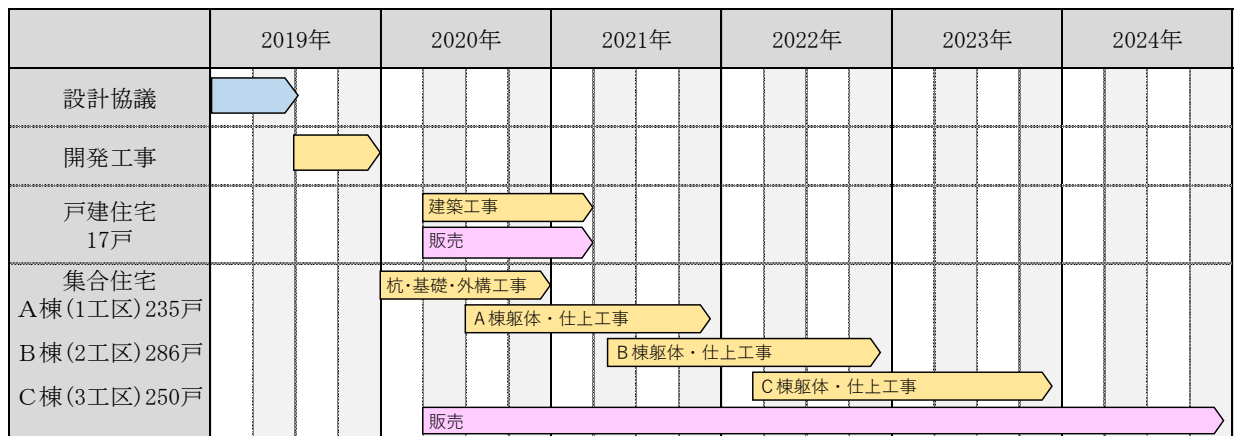 2019年 2020年 2021年 2022年 2023年 2024年
設計協議
開発工事
戸建住宅
17戸
建築工事
販売
集合住宅
A棟(1工区)235戸
B棟(2工区)286戸
C棟(3工区)250戸
杭・基礎・外構工事
A棟躯体・仕上工事
B棟躯体・仕上工事
C棟躯体・仕上工事
販売